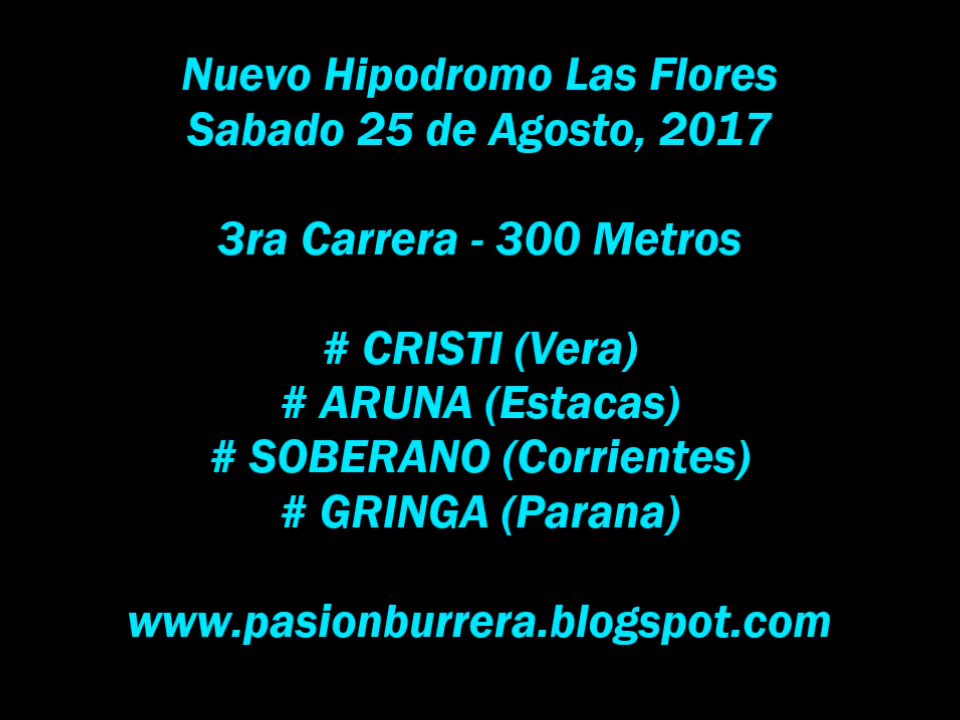 Nuevo Hipodromo Las Flores
Sabado 25 de Agosto, 2017
3ra Carrera - 300 Metros
# CRISTI (Vera)
# ARUNA (Estacas)
# SOBERANO (Corrientes)
# GRINGA (Parana)
www.pasionburrera.blogspot.com